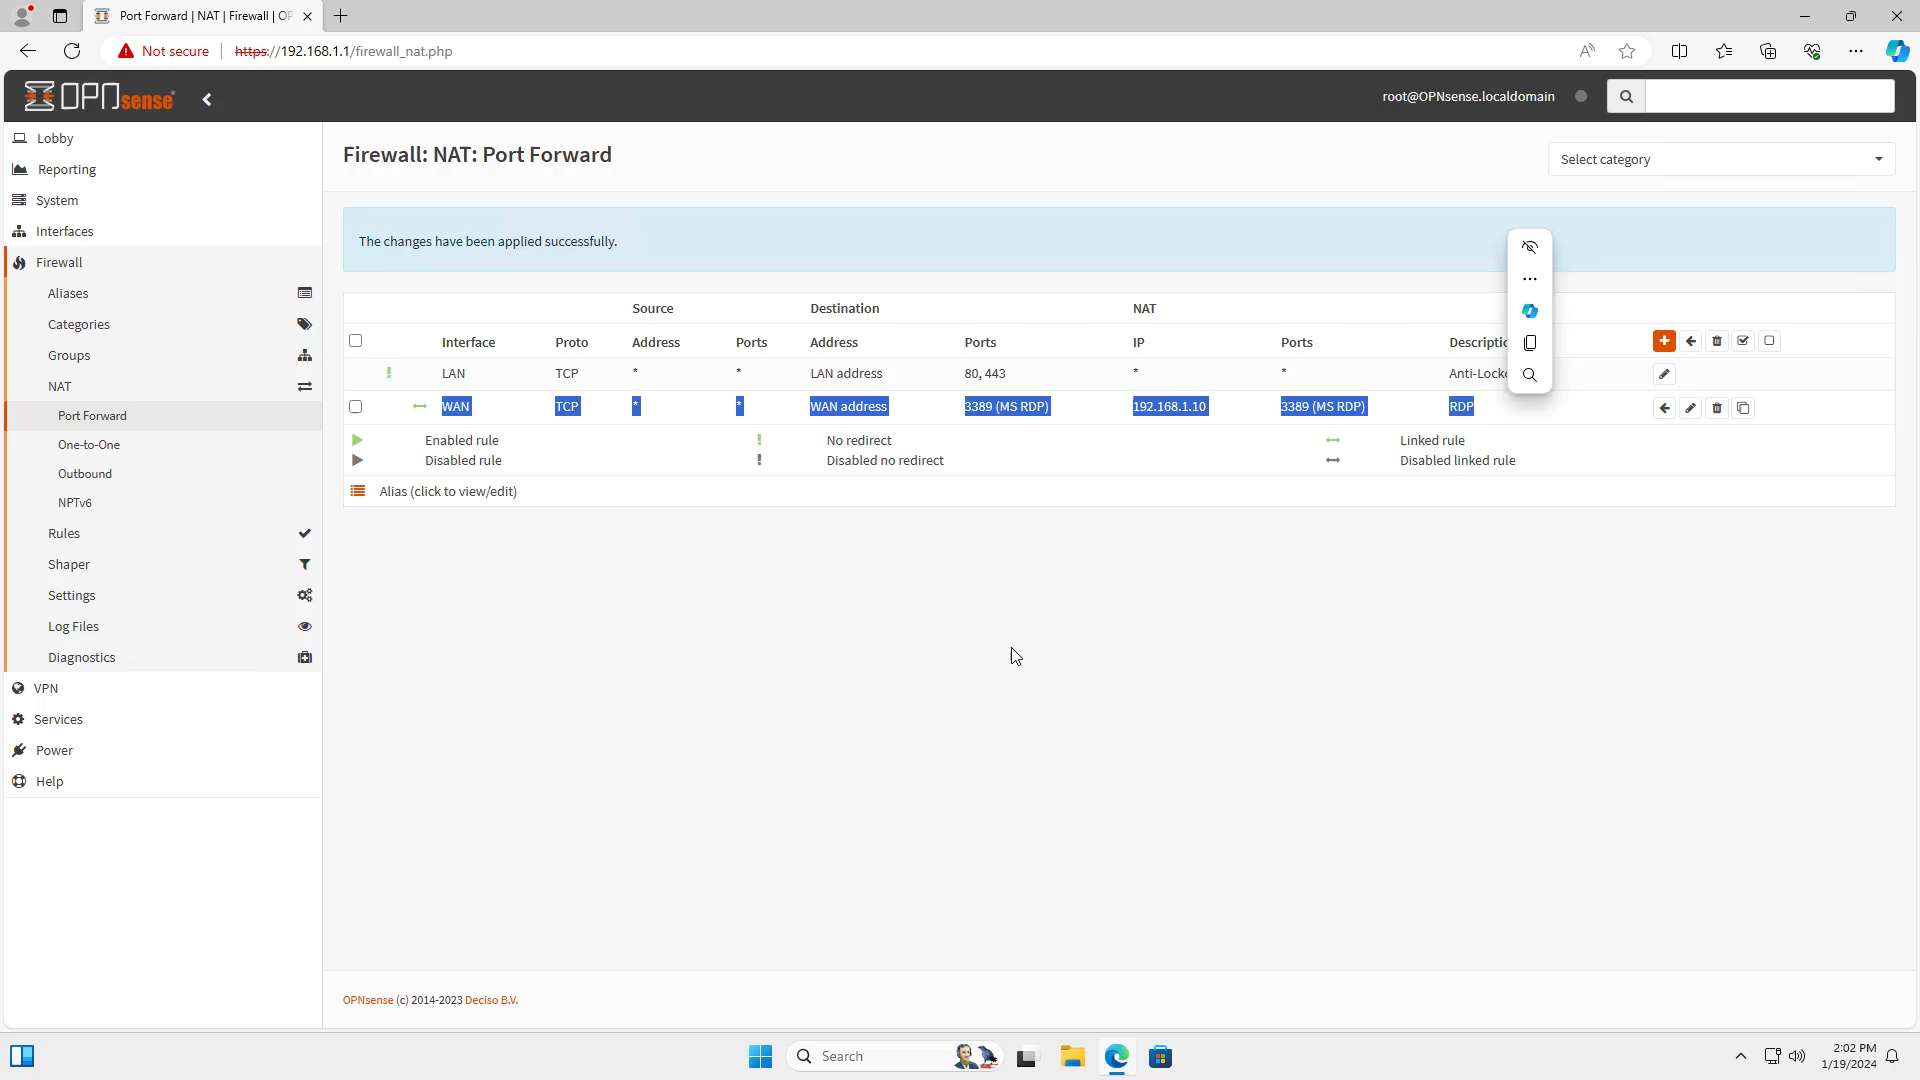 Port Forward | NAT | Firewall | OP
Not secure
https://192.168.1.1/firewall_nat.php
OPNsense
root@OPNsense.localdomain
Lobby
Reporting
System
Interfaces
Firewall
Aliases
Categories
Groups
NAT
Port Forward
One-to-One
Outbound
NPTv6
Rules
Shaper
Settings
Log Files
Diagnostics
VPN
Services
Power
Help
Firewall: NAT: Port Forward
Select category
The changes have been applied successfully.
Source Destination NAT
Interface Proto Address Ports Address Ports IP Ports Descriptio
LAN TCP * * LAN address 80, 443 * * Anti-Locko
WAN TCP * * WAN address 3389 (MS RDP) 192.168.1.10 3389 (MS RDP) RDP
Enabled rule No redirect Linked rule
Disabled rule Disabled no redirect Disabled linked rule
Alias (click to view/edit)
OPNsense (c) 2014-2023 Deciso B.V.
Search
2:02 PM
1/19/2024